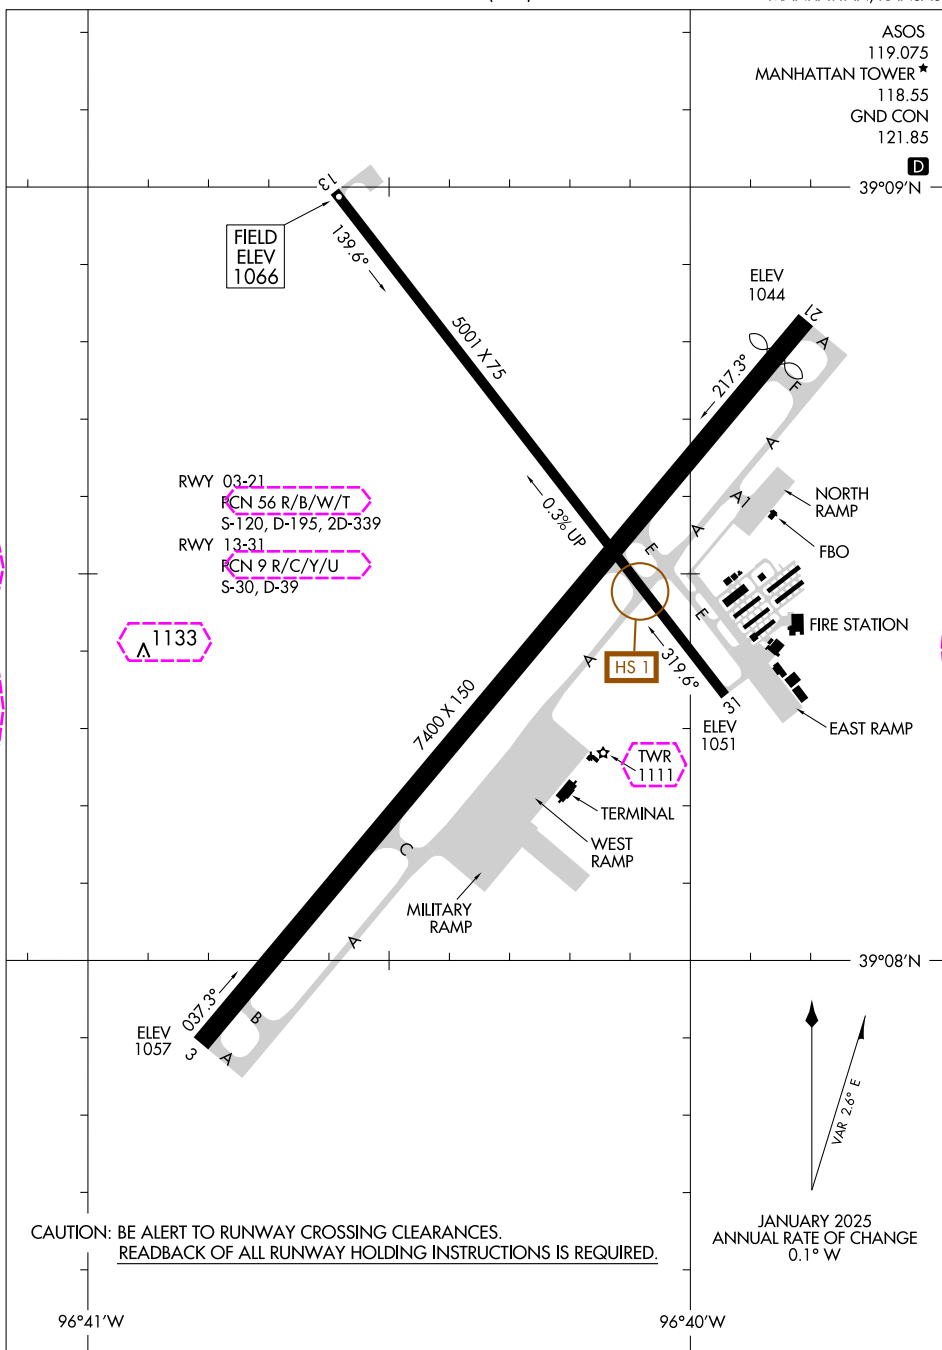 ASOS
119.075
MANHATTAN TOWER ★
118.55
GND CON
121.85
D
39°09'N
13
FIELD
ELEV
1066
139.6°
ELEV
1044
21
A
5001 X 75
217.3°
F
A
RWY 03-21
PCN 56 R/B/W/T
S-120, D-195, 2D-339
RWY 13-31
PCN 9 R/C/Y/U
S-30, D-39
0.3% UP
A1
A
NORTH
RAMP
FBO
E
E
FIRE STATION
1133
HS 1
A
319.6°
31
ELEV
1051
EAST RAMP
7400 X 150
TWR
1111
TERMINAL
WEST
RAMP
C
MILITARY
RAMP
A
39°08'N
037.3°
B
ELEV
1057
3
A
VAR 2.6° E
JANUARY 2025
ANNUAL RATE OF CHANGE
0.1° W
CAUTION: BE ALERT TO RUNWAY CROSSING CLEARANCES.
READBACK OF ALL RUNWAY HOLDING INSTRUCTIONS IS REQUIRED.
96°41'W
96°40'W